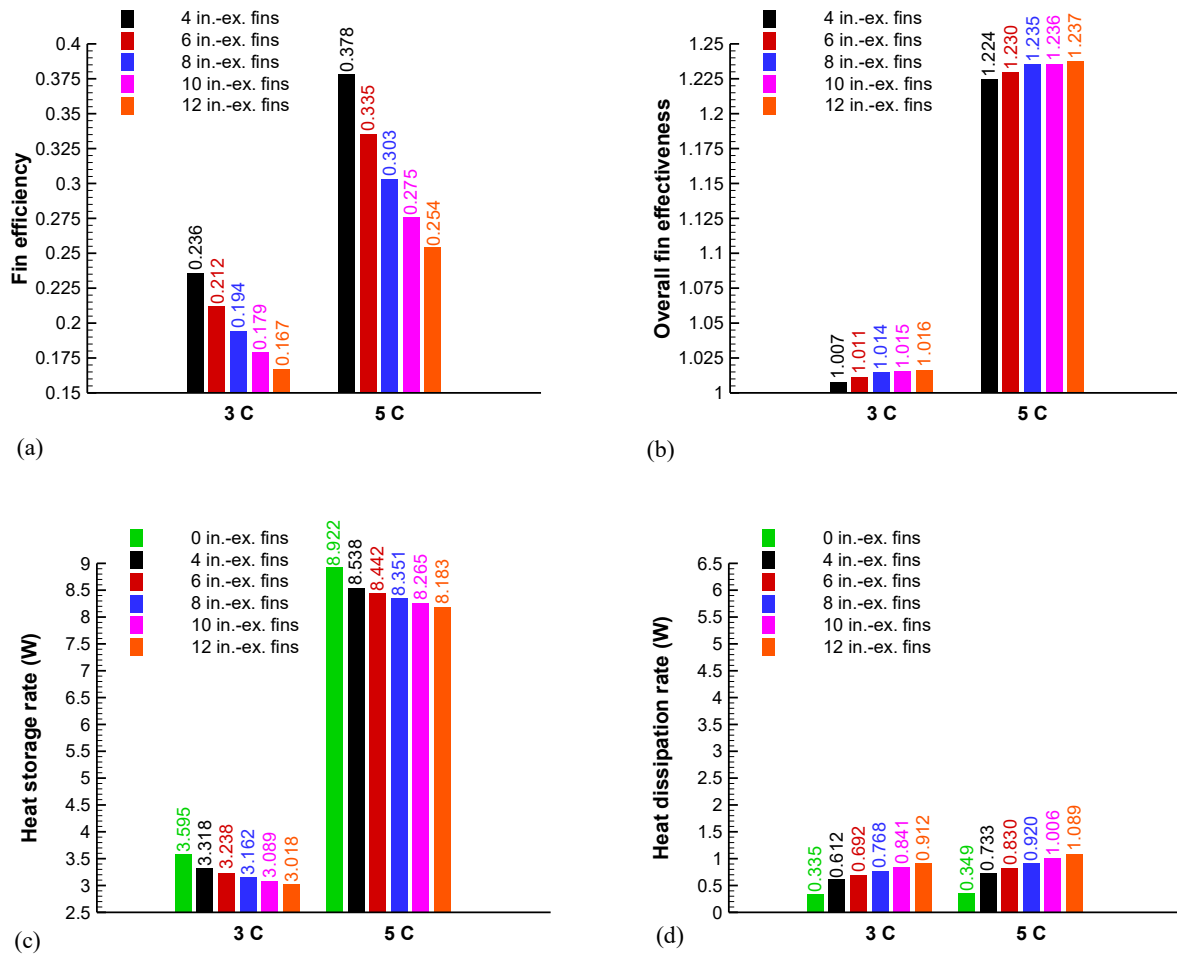 4 in.-ex. fins
6 in.-ex. fins
8 in.-ex. fins
10 in.-ex. fins
12 in.-ex. fins
0.4
0.375
0.35
0.325
0.3
0.275
0.25
0.225
0.2
0.175
0.15
Fin efficiency
0.236
0.212
0.194
0.179
0.167
0.378
0.335
0.303
0.275
0.254
3 C
5 C
(a)
4 in.-ex. fins
6 in.-ex. fins
8 in.-ex. fins
10 in.-ex. fins
12 in.-ex. fins
1.25
1.225
1.2
1.175
1.15
1.125
1.1
1.075
1.05
1.025
1
Overall fin effectiveness
1.007
1.011
1.014
1.015
1.016
1.224
1.230
1.235
1.236
1.237
3 C
5 C
(b)
0 in.-ex. fins
4 in.-ex. fins
6 in.-ex. fins
8 in.-ex. fins
10 in.-ex. fins
12 in.-ex. fins
9
8.5
8
7.5
7
6.5
6
5.5
5
4.5
4
3.5
3
2.5
Heat storage rate (W)
3.595
3.318
3.238
3.162
3.089
3.018
8.922
8.538
8.442
8.351
8.265
8.183
3 C
5 C
(c)
0 in.-ex. fins
4 in.-ex. fins
6 in.-ex. fins
8 in.-ex. fins
10 in.-ex. fins
12 in.-ex. fins
6.5
6
5.5
5
4.5
4
3.5
3
2.5
2
1.5
1
0.5
0
Heat dissipation rate (W)
0.335
0.612
0.692
0.768
0.841
0.912
0.349
0.733
0.830
0.920
1.006
1.089
3 C
5 C
(d)